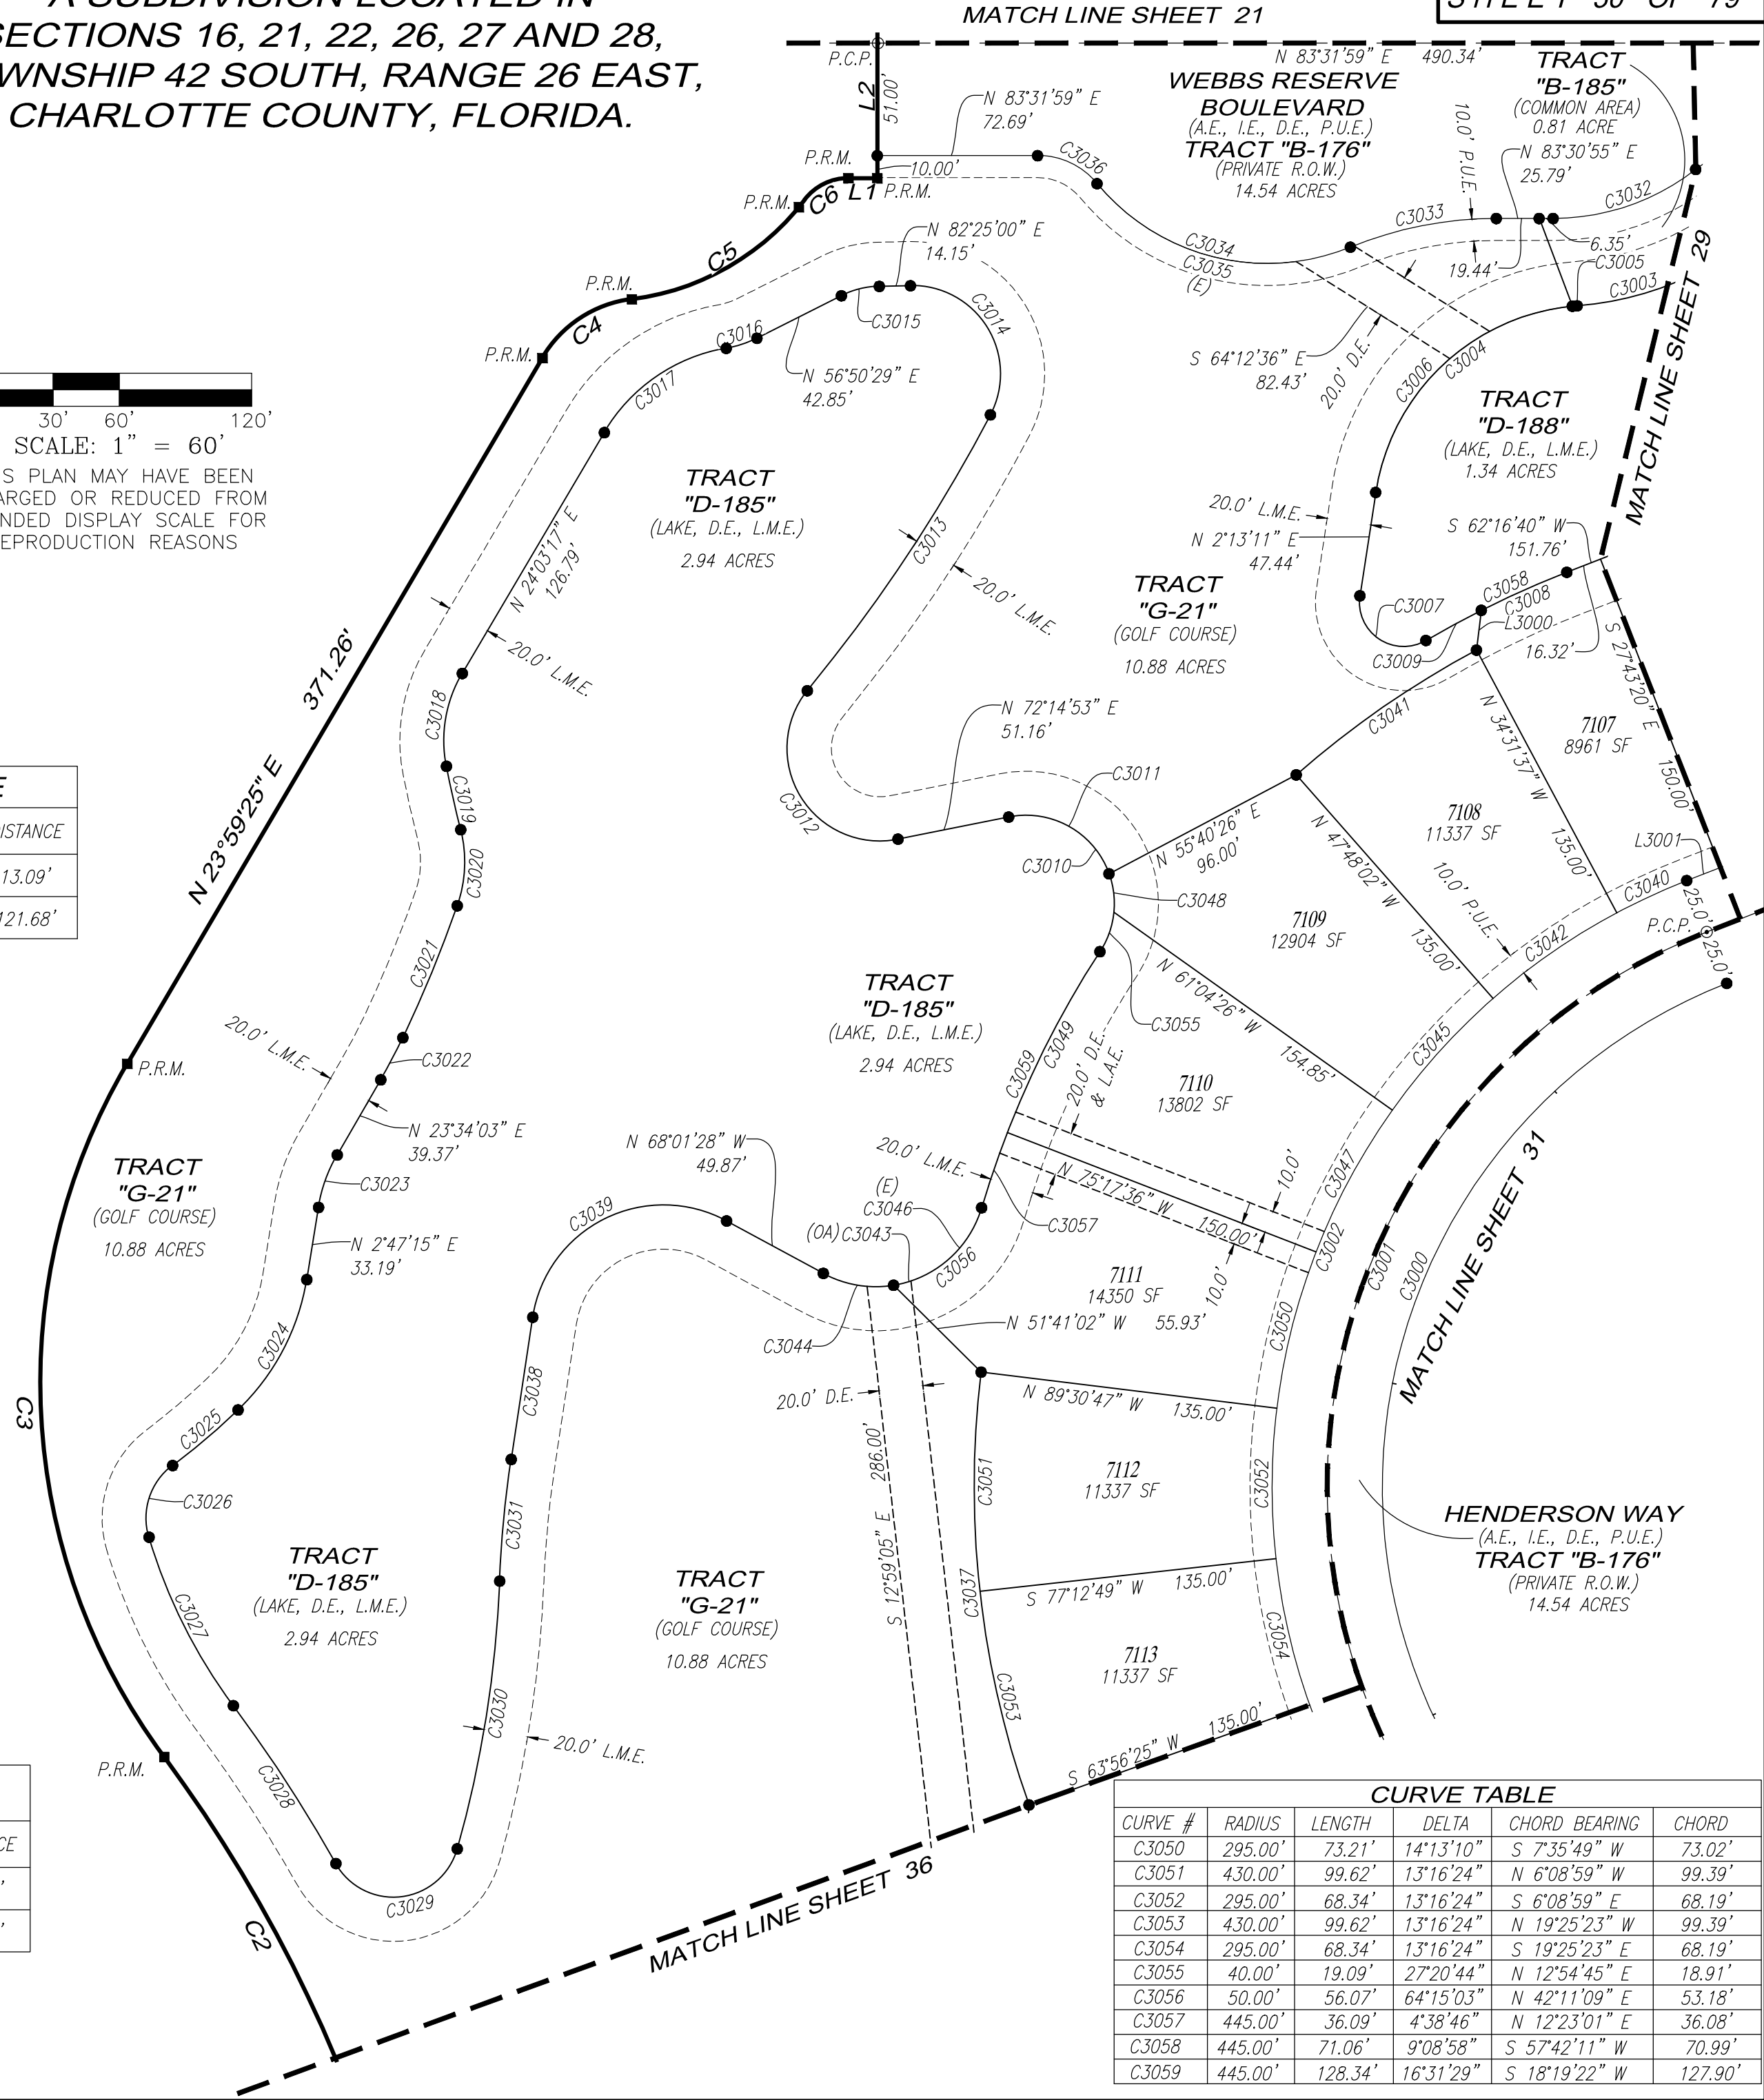 A SUBDIVISION LOCATED IN
SECTIONS 16, 21, 22, 26, 27 AND 28,
WNSHIP 42 SOUTH, RANGE 26 EAST,
CHARLOTTE COUNTY, FLORIDA.
MATCH LINE SHEET 21
30 OF 79
P.C.P.
L2
51.00'
N 83°31'59" E
72.69'
N 83°31'59" E 490.34'
WEBBS RESERVE
BOULEVARD
(A.E., I.E., D.E., P.U.E.)
TRACT "B-176"
(PRIVATE R.O.W.)
14.54 ACRES
TRACT
"B-185"
(COMMON AREA)
0.81 ACRE
10.0' P.U.E.
N 83°30'55" E
25.79'
P.R.M.
10.00'
C3036
P.R.M.
C6
L1
P.R.M.
C5
C3034
C3035
(E)
C3033
C3032
6.35'
19.44'
C3005
C3003
MATCH LINE SHEET 29
P.R.M.
C4
P.R.M.
N 82°25'00" E
14.15'
C3015
C3014
C3016
N 56°50'29" E
42.85'
C3017
S 64°12'36" E
82.43'
20.0' D.E.
C3006
C3004
TRACT
"D-188"
(LAKE, D.E., L.M.E.)
1.34 ACRES
30' 60' 120'
SCALE: 1" = 60'
S PLAN MAY HAVE BEEN
ARGED OR REDUCED FROM
NDED DISPLAY SCALE FOR
EPRODUCTION REASONS
TRACT
"D-185"
(LAKE, D.E., L.M.E.)
2.94 ACRES
C3013
20.0' L.M.E.
N 24°03'17" E
126.79'
20.0' L.M.E.
20.0' L.M.E.
N 2°13'11" E
47.44'
S 62°16'40" W
151.76'
TRACT
"G-21"
(GOLF COURSE)
10.88 ACRES
C3007
C3058
C3008
L3000
C3009
16.32'
S 27°43'20" E
150.00'
371.26'
N 23°59'25" E
C3018
C3019
C3020
C3021
C3022
N 72°14'53" E
51.16'
C3011
C3012
C3010
C3041
N 34°31'37" W
135.00'
7107
8961 SF
7108
11337 SF
L3001
E
DISTANCE
13.09'
121.68'
N 55°40'26" E
96.00'
N 47°48'02" W
135.00'
10.0' P.U.E.
C3040
25.0'
P.C.P.
25.0'
C3042
C3048
7109
12904 SF
N 61°04'26" W
154.85'
C3055
C3045
TRACT
"D-185"
(LAKE, D.E., L.M.E.)
2.94 ACRES
C3049
C3059
20.0' D.E.
& L.A.E.
7110
13802 SF
20.0' L.M.E.
P.R.M.
N 23°34'03" E
39.37'
C3023
N 2°47'15" E
33.19'
TRACT
"G-21"
(GOLF COURSE)
10.88 ACRES
N 68°01'28" W
49.87'
20.0' L.M.E.
(E)
C3046
(OA) C3043
C3057
N 75°17'36" W
150.00'
10.0'
10.0'
C3047
C3002
C3001
C3000
MATCH LINE SHEET 31
C3039
C3056
7111
14350 SF
N 51°41'02" W 55.93'
C3050
C3044
C3024
C3038
20.0' D.E.
N 89°30'47" W 135.00'
C3
C3025
C3026
C3031
286.00'
S 12°59'05" E
C3051
7112
11337 SF
C3052
HENDERSON WAY
(A.E., I.E., D.E., P.U.E.)
TRACT "B-176"
(PRIVATE R.O.W.)
14.54 ACRES
TRACT
"D-185"
(LAKE, D.E., L.M.E.)
2.94 ACRES
C3027
TRACT
"G-21"
(GOLF COURSE)
10.88 ACRES
C3037
S 77°12'49" W 135.00'
C3054
7113
11337 SF
C3053
C3030
20.0' L.M.E.
S 63°56'25" W 135.00'
P.R.M.
C3028
C3029
C2
MATCH LINE SHEET 36
CE
'
'
CURVE TABLE
CURVE # RADIUS LENGTH DELTA CHORD BEARING CHORD
C3050 295.00' 73.21' 14°13'10" S 7°35'49" W 73.02'
C3051 430.00' 99.62' 13°16'24" N 6°08'59" W 99.39'
C3052 295.00' 68.34' 13°16'24" S 6°08'59" E 68.19'
C3053 430.00' 99.62' 13°16'24" N 19°25'23" W 99.39'
C3054 295.00' 68.34' 13°16'24" S 19°25'23" E 68.19'
C3055 40.00' 19.09' 27°20'44" N 12°54'45" E 18.91'
C3056 50.00' 56.07' 64°15'03" N 42°11'09" E 53.18'
C3057 445.00' 36.09' 4°38'46" N 12°23'01" E 36.08'
C3058 445.00' 71.06' 9°08'58" S 57°42'11" W 70.99'
C3059 445.00' 128.34' 16°31'29" S 18°19'22" W 127.90'